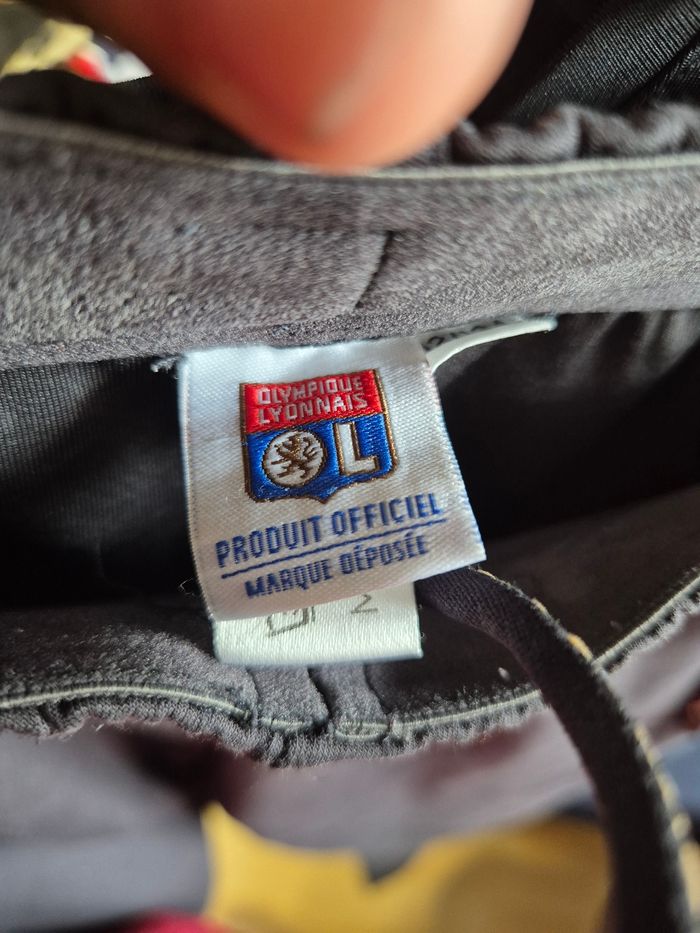 OLYMPIQUE
LYONNAIS
OL
PRODUIT OFFICIEL
MARQUE DÉPOSÉE